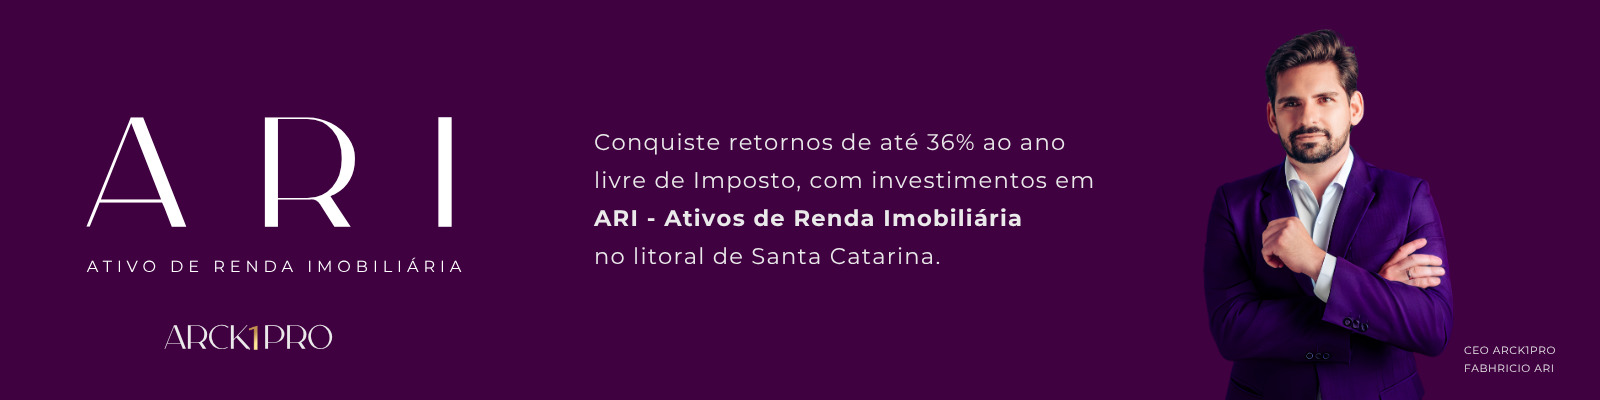 ARI
ATIVO DE RENDA IMOBILIÁRIA
ARCK1PRO
Conquiste retornos de até 36% ao ano
livre de Imposto, com investimentos em
ARI - Ativos de Renda Imobiliária
no litoral de Santa Catarina.
CEO ARCK1PRO
FABHRICIO ARI